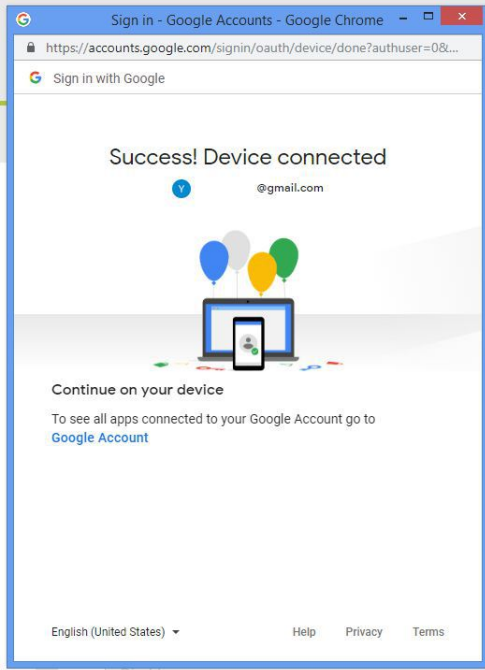 Sign in - Google Accounts - Google Chrome
https://accounts.google.com/signin/oauth/device/done?authuser=0&...
Sign in with Google
Success! Device connected
Y @gmail.com
Continue on your device
To see all apps connected to your Google Account go to
Google Account
English (United States)
Help Privacy Terms